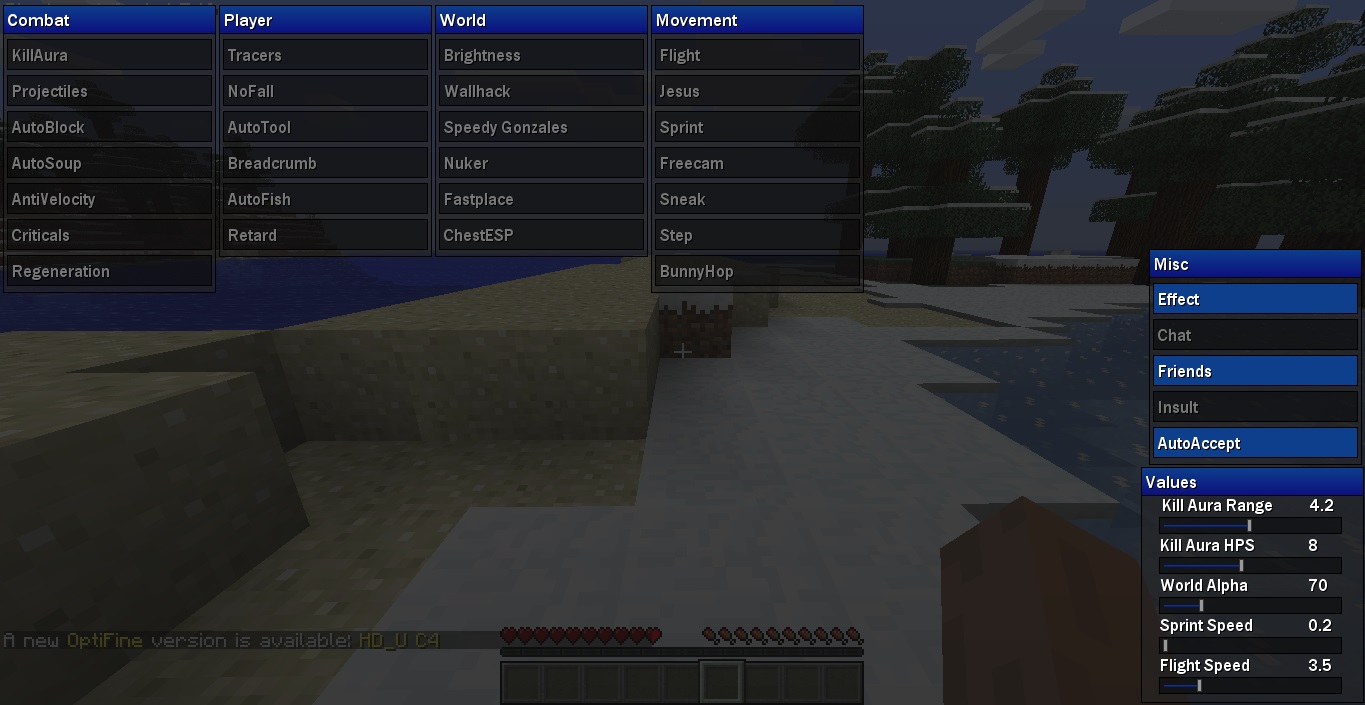 Combat
KillAura
Projectiles
AutoBlock
AutoSoup
AntiVelocity
Criticals
Regeneration
Player
Tracers
NoFall
AutoTool
Breadcrumb
AutoFish
Retard
World
Brightness
Wallhack
Speedy Gonzales
Nuker
Fastplace
ChestESP
Movement
Flight
Jesus
Sprint
Freecam
Sneak
Step
BunnyHop
Misc
Effect
Chat
Friends
Insult
AutoAccept
Values
Kill Aura Range 4.2
Kill Aura HPS 8
World Alpha 70
Sprint Speed 0.2
Flight Speed 3.5
A new OptiFine version is available: HD_U C4